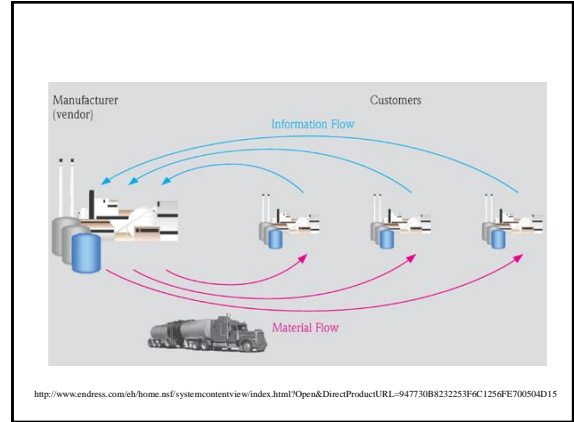 Manufacturer
(vendor)
Customers
Information Flow
Material Flow
http://www.endress.com/eh/home.nsf/systemcontentview/index.html?Open&DirectProductURL=947730B8232253F6C1256FE700504D15